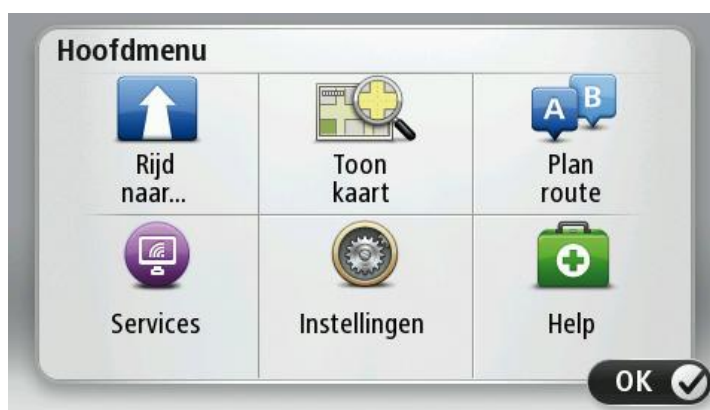 Hoofdmenu
Rijd
naar...
Toon
kaart
A B
Plan
route
Services
Instellingen
Help
OK